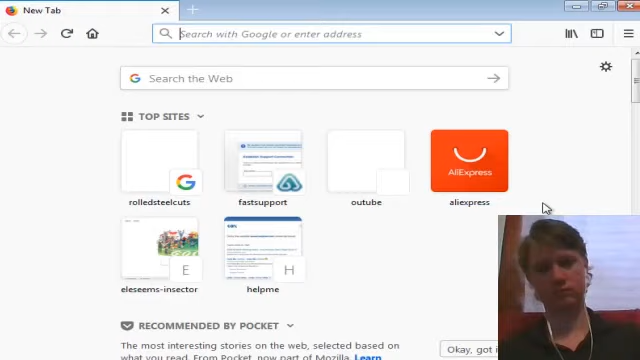 New Tab
Search with Google or enter address
Search the Web
TOP SITES
AliExpress
rolledsteelcuts
fastsupport
outube
aliexpress
E
H
eleseems-insector
helpme
RECOMMENDED BY POCKET
The most interesting stories on the web, selected based on
what you read. From Pocket, now part of Mozilla. Learn
Okay, got i